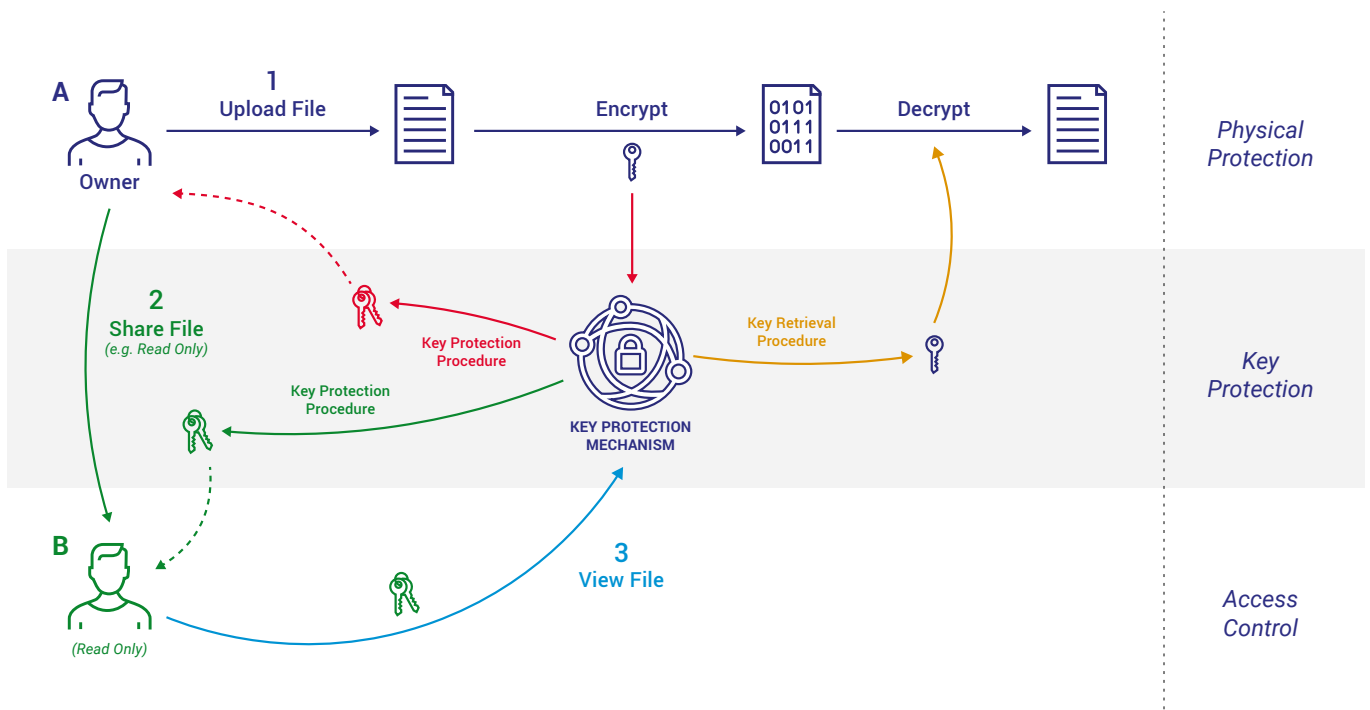 A
Owner
1
Upload File
Encrypt
0101
0111
0011
Decrypt
Physical
Protection
2
Share File
(e.g. Read Only)
Key Protection
Procedure
Key Protection
Procedure
KEY PROTECTION
MECHANISM
Key Retrieval
Procedure
Key
Protection
B
(Read Only)
3
View File
Access
Control